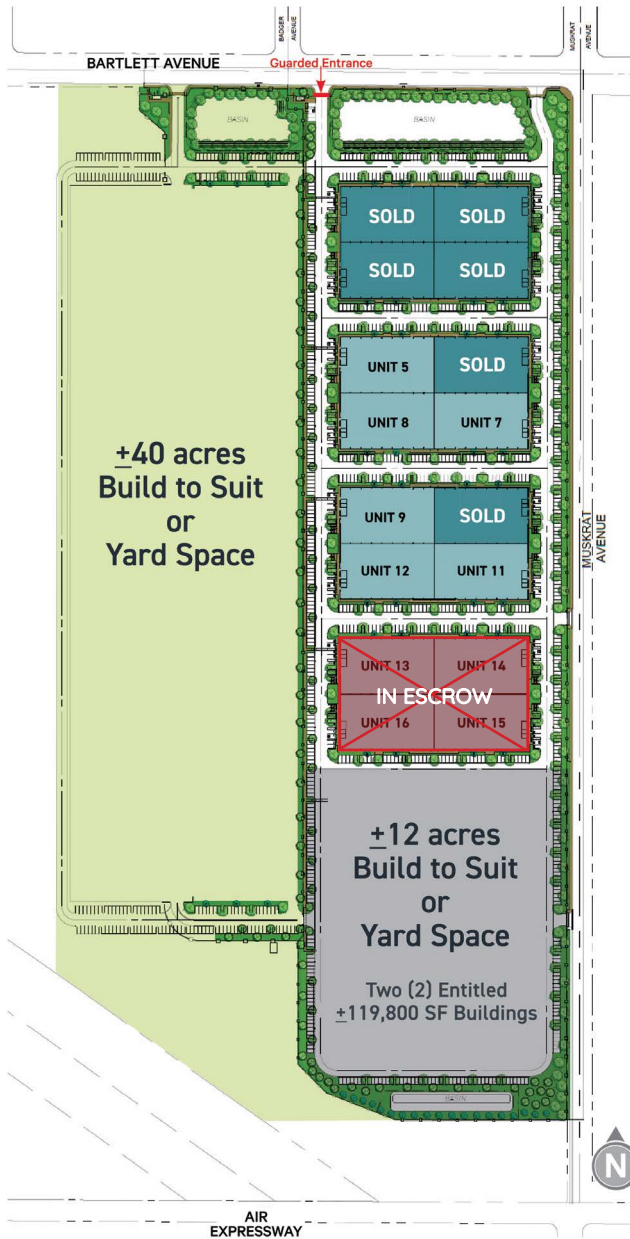 BADGER
AVENUE
MUSKRAT
AVENUE
BARTLETT AVENUE
Guarded Entrance
BASIN
BASIN
SOLD
SOLD
SOLD
SOLD
UNIT 5
SOLD
UNIT 8
UNIT 7
±40 acres
Build to Suit
or
Yard Space
UNIT 9
SOLD
UNIT 12
UNIT 11
MUSKRAT
AVENUE
UNIT 13
UNIT 14
IN ESCROW
UNIT 16
UNIT 15
±12 acres
Build to Suit
or
Yard Space
Two (2) Entitled
±119,800 SF Buildings
BASIN
N
AIR
EXPRESSWAY